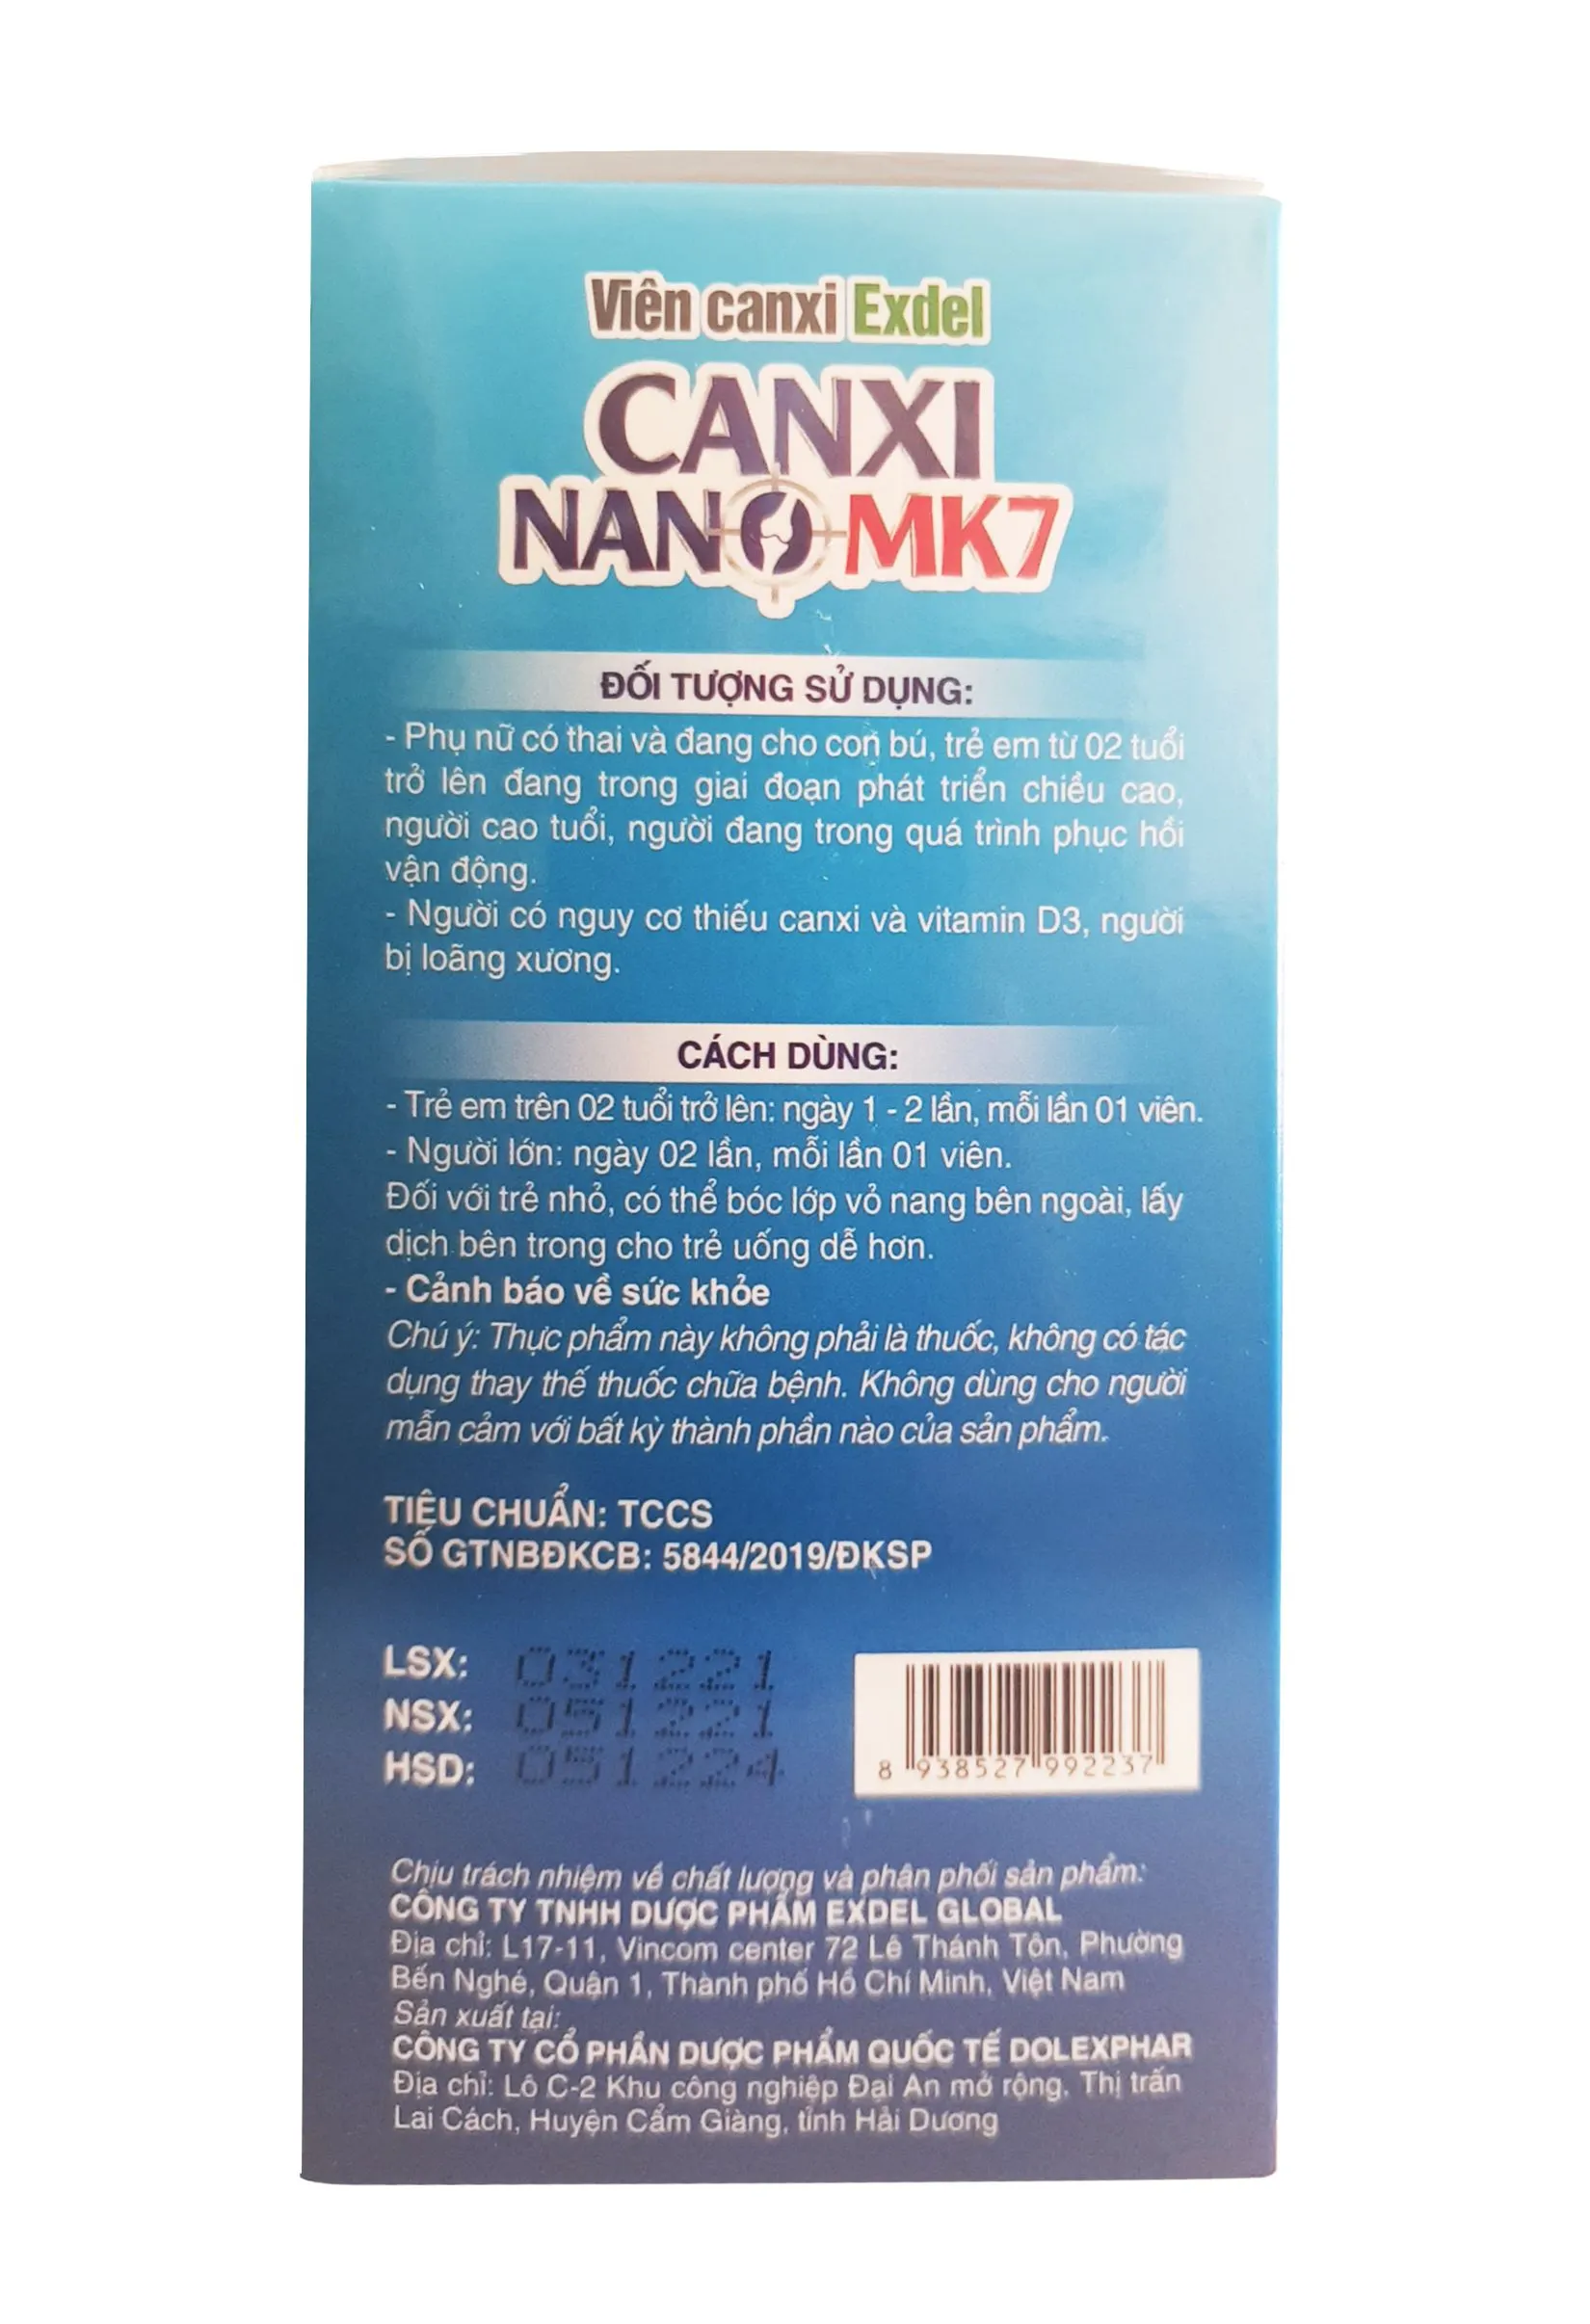 Viên canxi Exdel
CANXI
NANO MK7
ĐỐI TƯỢNG SỬ DỤNG:
- Phụ nữ có thai và đang cho con bú, trẻ em từ 02 tuổi
trở lên đang trong giai đoạn phát triển chiều cao,
người cao tuổi, người đang trong quá trình phục hồi
vận động.
- Người có nguy cơ thiếu canxi và vitamin D3, người
bị loãng xương.
CÁCH DÙNG:
- Trẻ em trên 02 tuổi trở lên: ngày 1 - 2 lần, mỗi lần 01 viên.
- Người lớn: ngày 02 lần, mỗi lần 01 viên.
Đối với trẻ nhỏ, có thể bóc lớp vỏ nang bên ngoài, lấy
dịch bên trong cho trẻ uống dễ hơn.
- Cảnh báo về sức khỏe
Chú ý: Thực phẩm này không phải là thuốc, không có tác
dụng thay thế thuốc chữa bệnh. Không dùng cho người
mẫn cảm với bất kỳ thành phần nào của sản phẩm.
TIÊU CHUẨN: TCCS
SỐ GTNBĐKCB: 5844/2019/ĐKSP
LSX: 031221
NSX: 051221
HSD: 051224
8 938527 992237
Chịu trách nhiệm về chất lượng và phân phối sản phẩm:
CÔNG TY TNHH DƯỢC PHẨM EXDEL GLOBAL
Địa chỉ: L17-11, Vincom center 72 Lê Thánh Tôn, Phường
Bến Nghé, Quận 1, Thành phố Hồ Chí Minh, Việt Nam
Sản xuất tại:
CÔNG TY CỔ PHẦN DƯỢC PHẨM QUỐC TẾ DOLEXPHAR
Địa chỉ: Lô C-2 Khu công nghiệp Đại An mở rộng, Thị trấn
Lai Cách, Huyện Cẩm Giàng, tỉnh Hải Dương